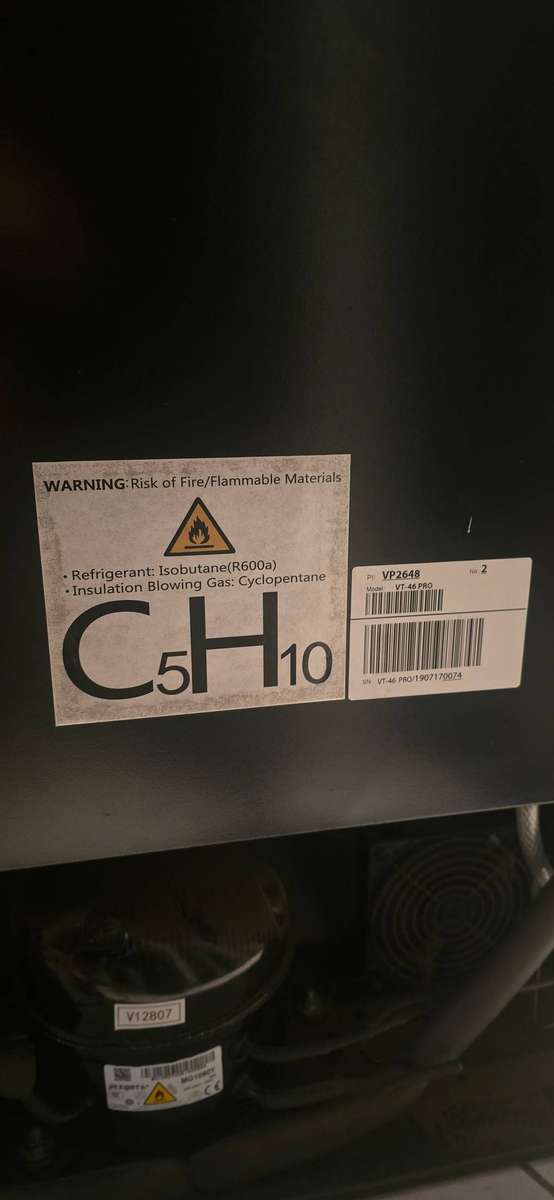 WARNING: Risk of Fire/Flammable Materials
• Refrigerant: Isobutane(R600a)
• Insulation Blowing Gas: Cyclopentane
C5H10
PI: VP2648 No. 2
Model: VT-46 PRO
SN: VT-46 PRO/1907170074
V12807
CE